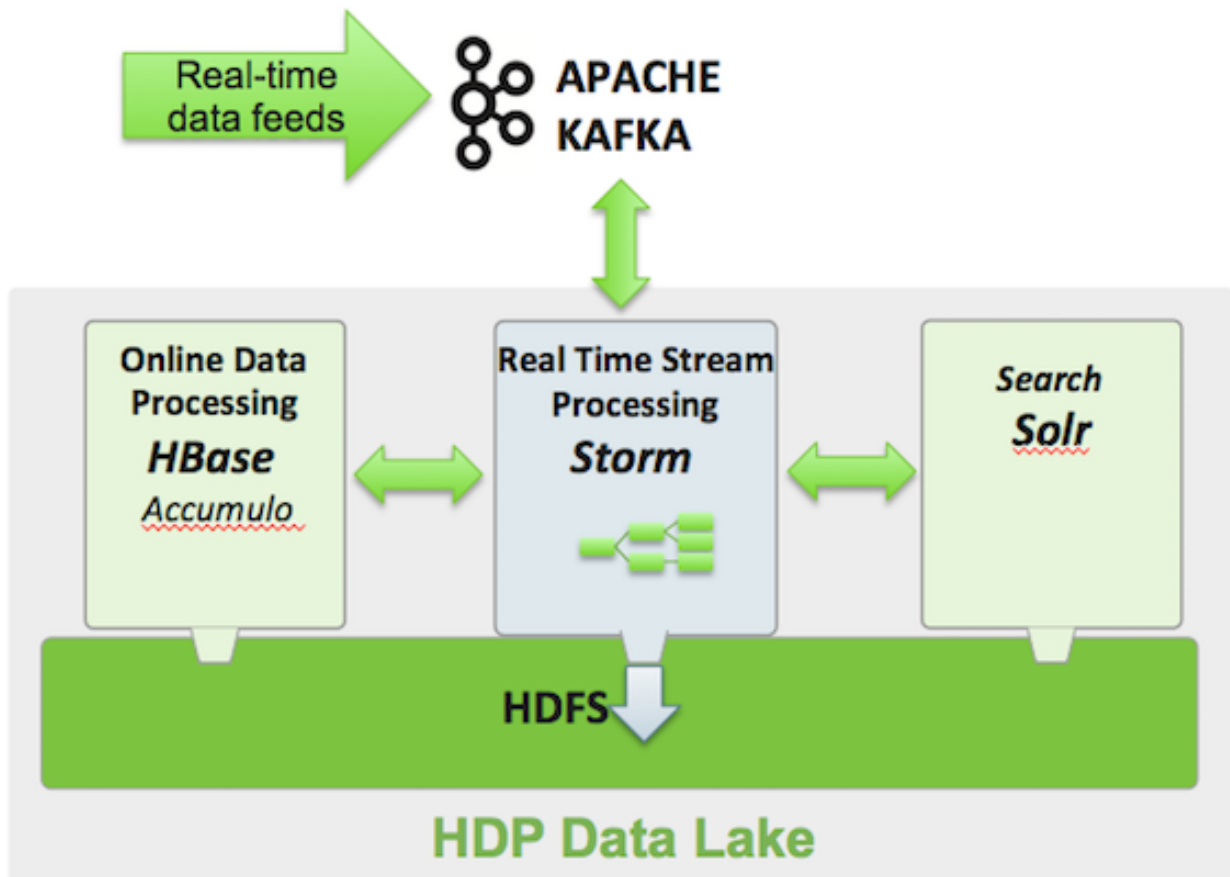 Real-time
data feeds
APACHE
KAFKA
Online Data
Processing
HBase
Accumulo
Real Time Stream
Processing
Storm
Search
Solr
HDFS
HDP Data Lake